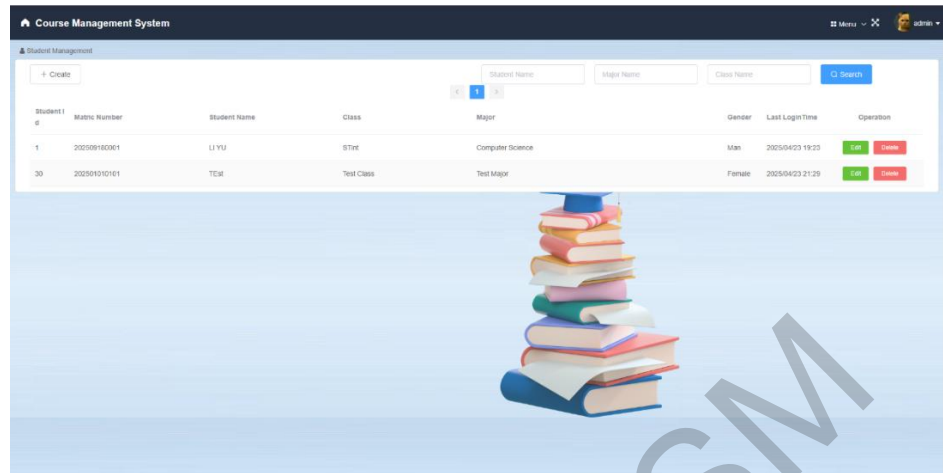 Course Management System
Menu
admin
Student Management
+ Create
Student Name
Major Name
Class Name
Search
< 1 >
Student Id
Matric Number
Student Name
Class
Major
Gender
Last LoginTime
Operation
1 202509180901 LI YU STint Computer Science Man 2025/04/23 19:23 Edit Delete
30 202501010101 TEst Test Class Test Major Female 2025/04/23 21:29 Edit Delete